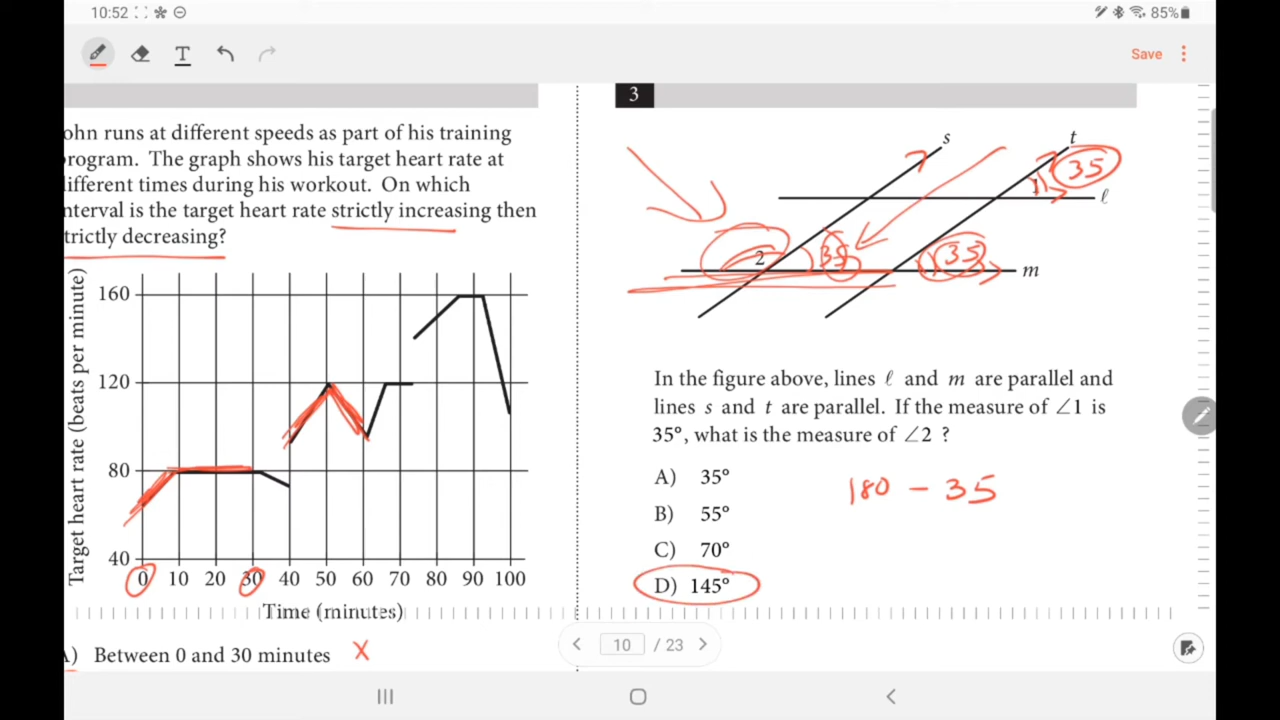 10:52
85%
T
Save
ohn runs at different speeds as part of his training
rogram. The graph shows his target heart rate at
ifferent times during his workout. On which
nterval is the target heart rate strictly increasing then
trictly decreasing?
Target heart rate (beats per minute)
160
120
80
40
0 10 20 30 40 50 60 70 80 90 100
Time (minutes)
A) Between 0 and 30 minutes X
3
s
t
35
1
ℓ
2
35
35
m
In the figure above, lines ℓ and m are parallel and
lines s and t are parallel. If the measure of ∠1 is
35°, what is the measure of ∠2 ?
A) 35°
B) 55°
C) 70°
D) 145°
180 - 35
10 / 23